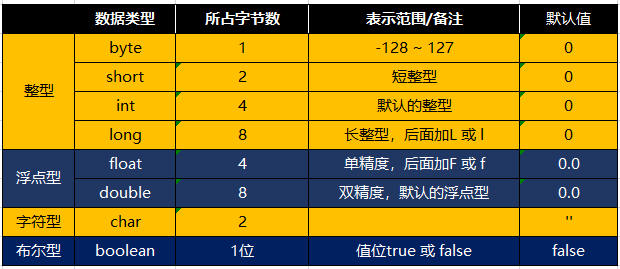 数据类型 所占字节数 表示范围/备注 默认值
整型 byte 1 -128 ~ 127 0
short 2 短整型 0
int 4 默认的整型 0
long 8 长整型，后面加L 或 l 0
浮点型 float 4 单精度，后面加F 或 f 0.0
double 8 双精度，默认的浮点型 0.0
字符型 char 2 ''
布尔型 boolean 1位 值位true 或 false false